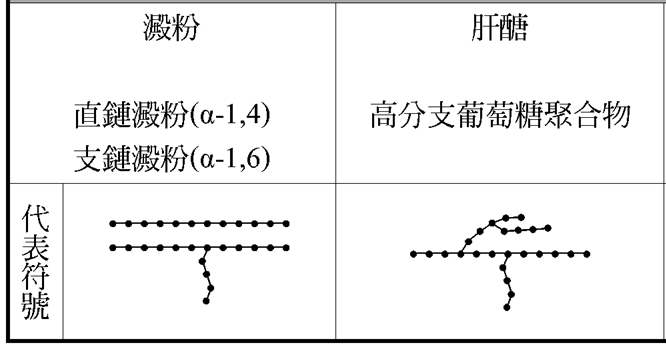 澱粉
直鏈澱粉(α-1,4)
支鏈澱粉(α-1,6)
肝醣
高分支葡萄糖聚合物
代表符號